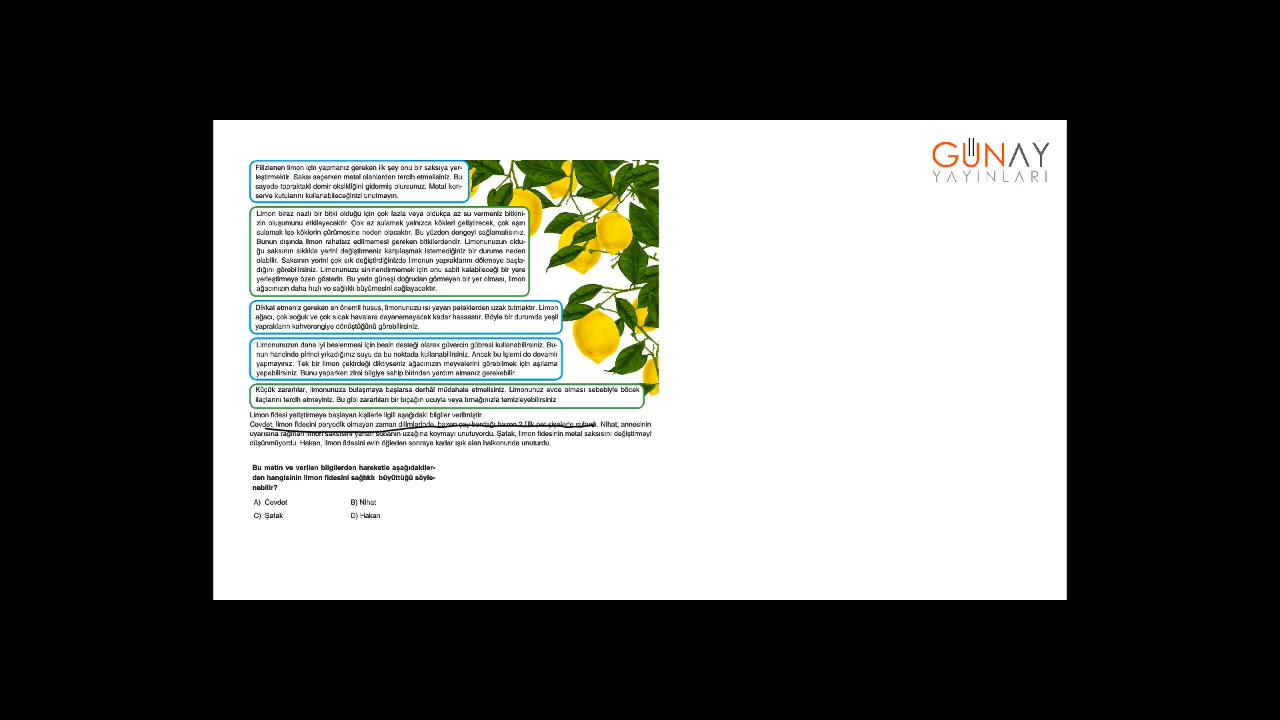 GÜNAY
YAYINLARI
Filizlenen limon için yapmanız gereken ilk şey onu bir saksıya yer-
leştirmektir. Saksı seçerken metal olanlardan tercih etmelisiniz. Bu
sayede topraktaki demir eksikliğini gidermiş olursunuz. Metal kon-
serve kutularını kullanabileceğinizi unutmayın.
Limon biraz nazlı bir bitki olduğu için çok fazla veya oldukça az su vermeniz bitkini-
zin oluşumunu etkileyecektir. Çok az sulamak yalnızca kökleri geliştirecek, çok aşırı
sulamak ise köklerin çürümesine neden olacaktır. Bu yüzden dengeyi sağlamalısınız.
Bunun dışında limon rahatsız edilmemesi gereken bitkilerdendir. Limonunuzun oldu-
ğu saksının sıklıkla yerini değiştirmeniz karşılaşmak istemediğiniz bir duruma neden
olabilir. Saksının yerini çok sık değiştirdiğinizde limonun yapraklarını dökmeye başla-
dığını görebilirsiniz. Limonunuzu sinirlendirmemek için onu sabit kalabileceği bir yere
yerleştirmeye özen gösterin. Bu yerin güneşi doğrudan görmeyen bir yer olması, limon
ağacınızın daha hızlı ve sağlıklı büyümesini sağlayacaktır.
Dikkat etmeniz gereken en önemli husus, limonunuzu ısı yayan peteklerden uzak tutmaktır. Limon
ağacı, çok soğuk ve çok sıcak havalara dayanamayacak kadar hassastır. Böyle bir durumda yeşil
yaprakların kahverengiye dönüştüğünü görebilirsiniz.
Limonunuzun daha iyi beslenmesi için besin desteği olarak güvercin gübresi kullanabilirsiniz. Bu-
nun haricinde pirinci yıkadığınız suyu da bu noktada kullanabilirsiniz. Ancak bu işlemi de devamlı
yapmayınız. Tek bir limon çekirdeği diktiyseniz ağacınızın meyvelerini görebilmek için aşılama
yapabilirsiniz. Bunu yaparken zirai bilgiye sahip birinden yardım almanız gerekebilir.
Küçük zararlılar, limonunuza bulaşmaya başlarsa derhâl müdahale etmelisiniz. Limonunuz evde olması sebebiyle böcek
ilaçlarını tercih etmeyiniz. Bu gibi zararlıları bir bıçağın ucuyla veya tırnağınızla temizleyebilirsiniz.
Limon fidesi yetiştirmeye başlayan kişilerle ilgili aşağıdaki bilgiler verilmiştir.
Cevdet, limon fidesini peryodik olmayan zaman dilimlerinde, bazen çay bardağı bazen 2.5'lik pet şişelerle suladı. Nihat, annesinin
uyarısına rağmen limon saksısını yanan sobanın uzağına koymayı unutuyordu. Şafak, limon fidesinin metal saksısını değiştirmeyi
düşünmüyordu. Hakan, limon fidesini evin öğleden sonraya kadar ışık alan balkonunda unuturdu.
Bu metin ve verilen bilgilerden hareketle aşağıdakiler-
den hangisinin limon fidesini sağlıklı büyüttüğü söyle-
nebilir?
A) Cevdet B) Nihat
C) Şafak D) Hakan